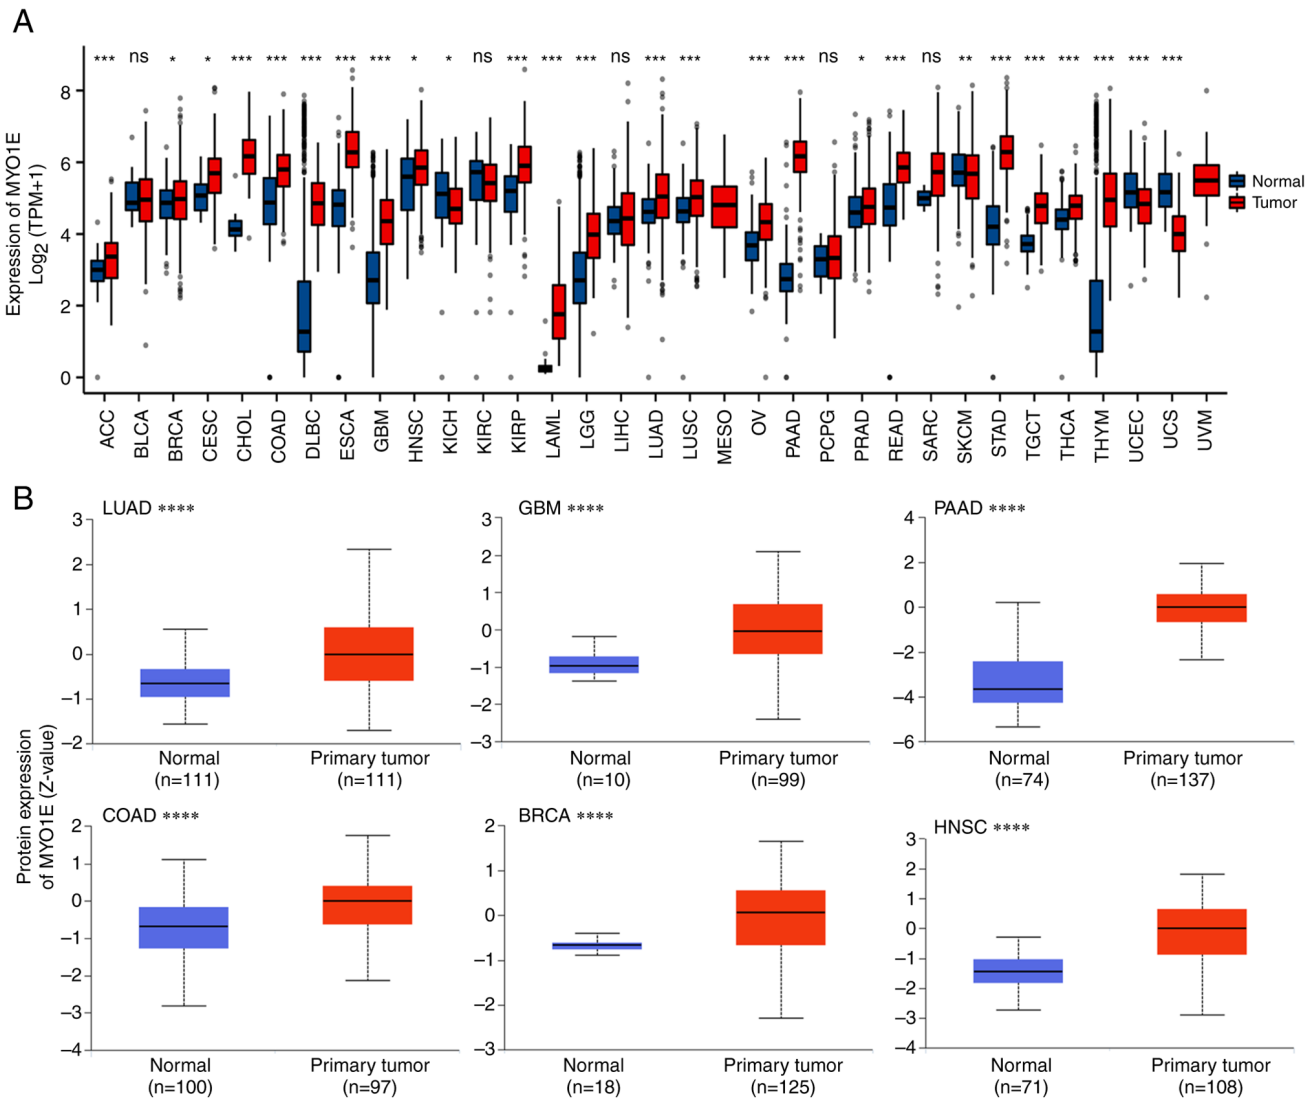 A
*** ns * * *** *** *** *** *** * * ns *** *** *** ns *** *** *** *** ns * *** ns ** *** *** *** *** *** ***
Expression of MYO1E
Log2 (TPM+1)
8
6
4
2
0
Normal
Tumor
ACC BLCA BRCA CESC CHOL COAD DLBC ESCA GBM HNSC KICH KIRC KIRP LAML LGG LIHC LUAD LUSC MESO OV PAAD PCPG PRAD READ SARC SKCM STAD TGCT THCA THYM UCEC UCS UVM
B
Protein expression
of MYO1E (Z-value)
LUAD ****
3
2
1
0
−1
−2
Normal Primary tumor
(n=111) (n=111)
GBM ****
3
2
1
0
−1
−2
−3
Normal Primary tumor
(n=10) (n=99)
PAAD ****
4
2
0
−2
−4
−6
Normal Primary tumor
(n=74) (n=137)
COAD ****
2
1
0
−1
−2
−3
−4
Normal Primary tumor
(n=100) (n=97)
BRCA ****
2
1
0
−1
−2
−3
Normal Primary tumor
(n=18) (n=125)
HNSC ****
3
2
1
0
−1
−2
−3
−4
Normal Primary tumor
(n=71) (n=108)